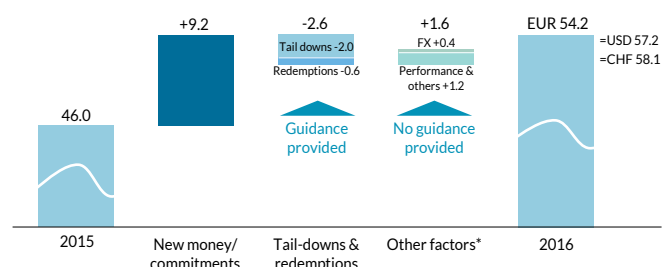 +9.2
-2.6
+1.6
EUR 54.2
=USD 57.2
=CHF 58.1
Tail downs -2.0
Redemptions -0.6
FX +0.4
Performance &
others +1.2
46.0
Guidance
provided
No guidance
provided
2015
New money/
commitments
Tail-downs &
redemptions
Other factors*
2016